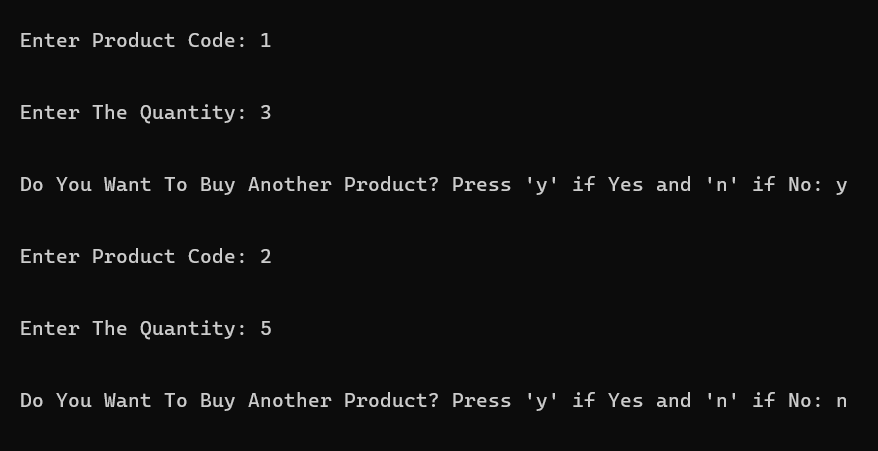 Enter Product Code: 1
Enter The Quantity: 3
Do You Want To Buy Another Product? Press 'y' if Yes and 'n' if No: y
Enter Product Code: 2
Enter The Quantity: 5
Do You Want To Buy Another Product? Press 'y' if Yes and 'n' if No: n